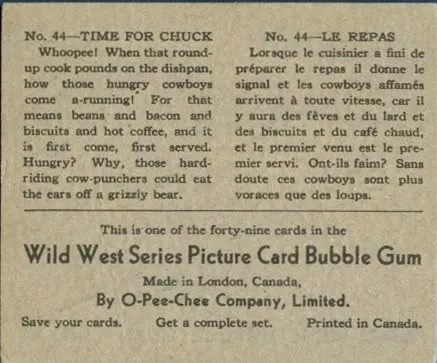 No. 44—TIME FOR CHUCK
Whoopee! When that round-
up cook pounds on the dishpan,
how those hungry cowboys
come a-running! For that
means beans and bacon and
biscuits and hot coffee, and it
is first come, first served.
Hungry? Why, those hard-
riding cow-punchers could eat
the ears off a grizzly bear.
No. 44—LE REPAS
Lorsque le cuisinier a fini de
préparer le repas il donne le
signal et les cowboys affamés
arrivent à toute vitesse, car il
y aura des fêves et du lard et
des biscuits et du café chaud,
et le premier venu est le pre-
mier servi. Ont-ils faim? Sans
doute ces cowboys sont plus
voraces que des loups.
This is one of the forty-nine cards in the
Wild West Series Picture Card Bubble Gum
Made in London, Canada,
By O-Pee-Chee Company, Limited.
Save your cards. Get a complete set. Printed in Canada.